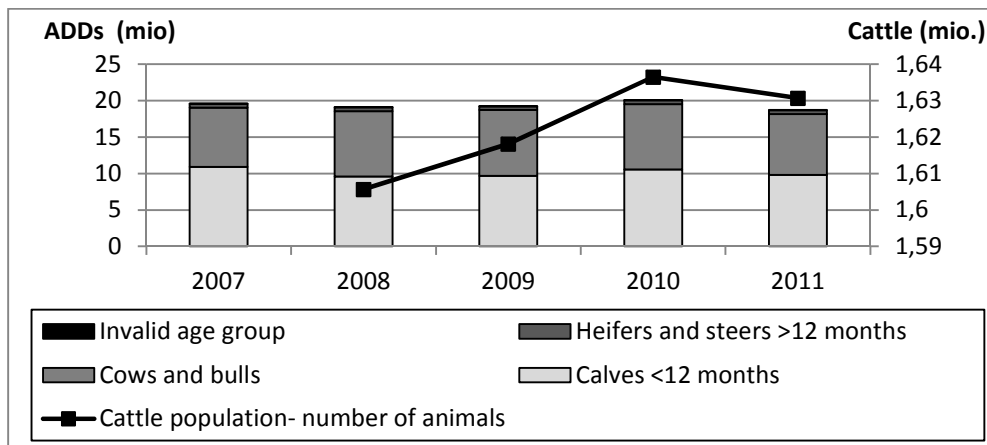 ADDs (mio) Cattle (mio.)
25 1,64
20 1,63
15 1,62
10 1,61
5 1,6
0 1,59
2007 2008 2009 2010 2011
Invalid age group Heifers and steers >12 months
Cows and bulls Calves <12 months
Cattle population- number of animals